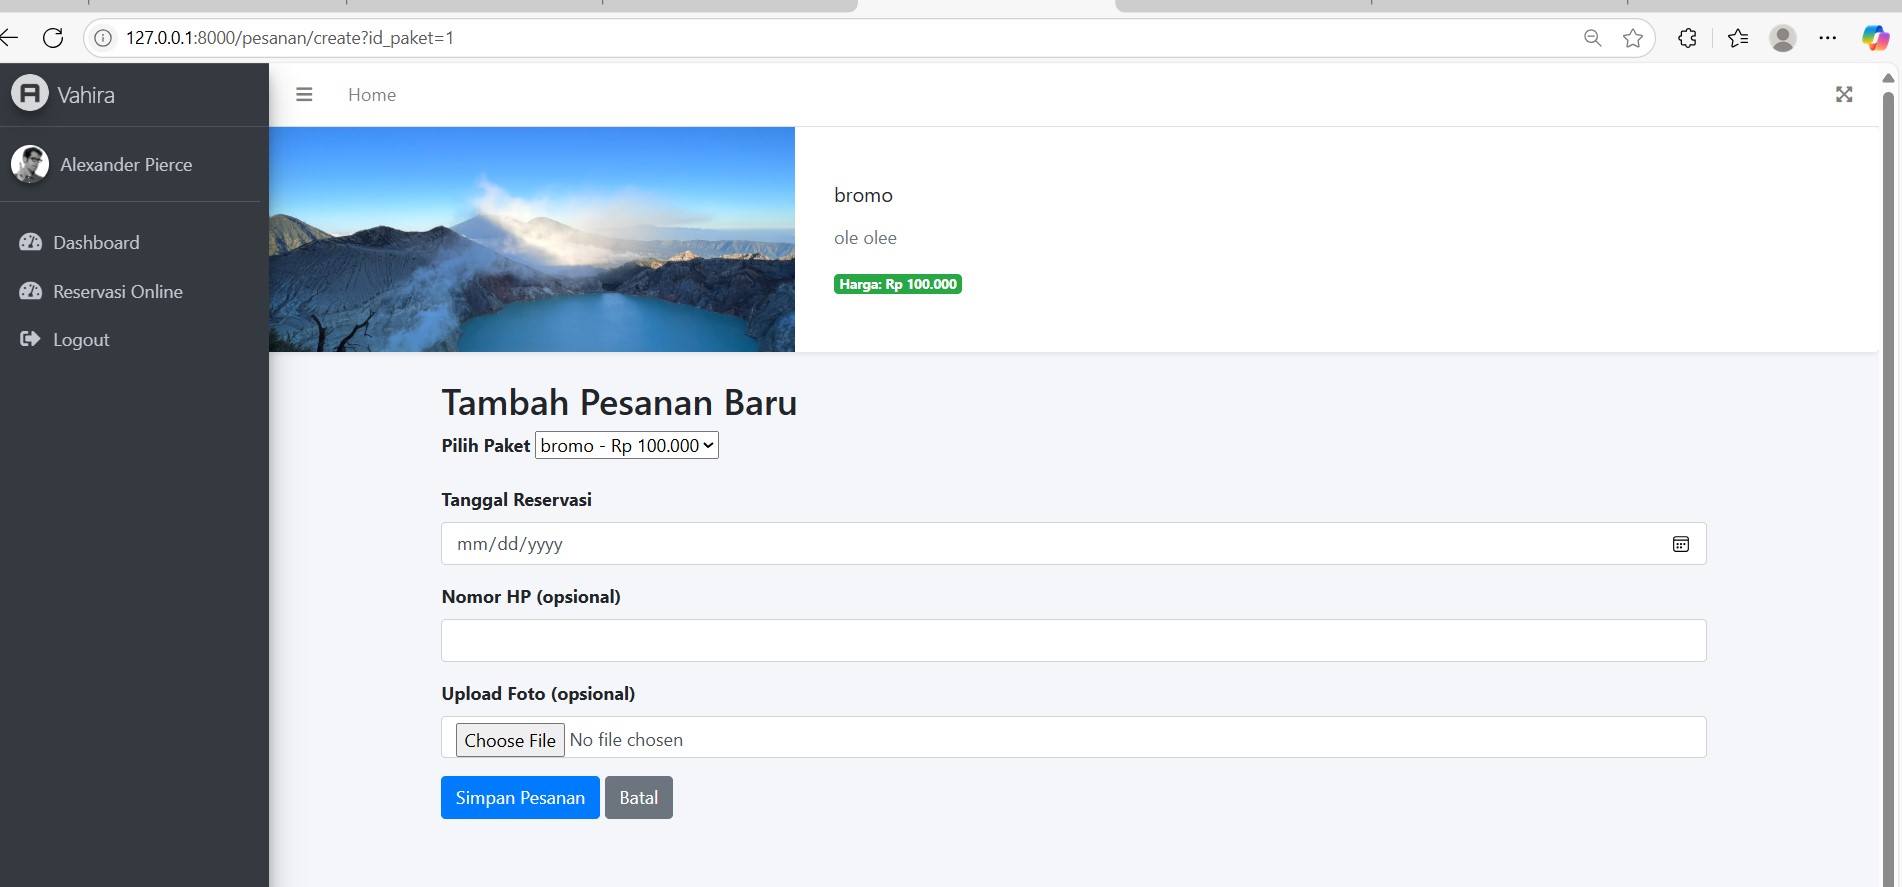 127.0.0.1:8000/pesanan/create?id_paket=1
Vahira
Home
Alexander Pierce
Dashboard
Reservasi Online
Logout
bromo
ole olee
Harga: Rp 100.000
Tambah Pesanan Baru
Pilih Paket bromo - Rp 100.000
Tanggal Reservasi
mm/dd/yyyy
Nomor HP (opsional)
Upload Foto (opsional)
Choose File No file chosen
Simpan Pesanan Batal